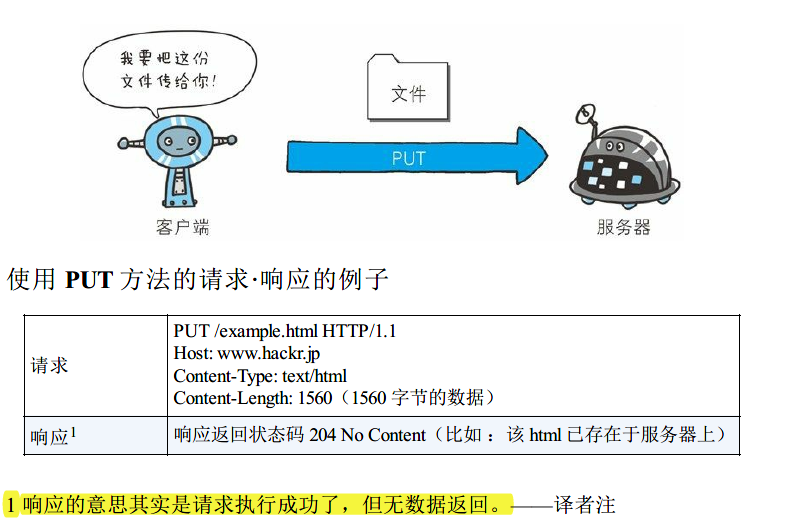 我要把这份
文件传给你！
文件
PUT
客户端
服务器
使用 PUT 方法的请求·响应的例子
请求
PUT /example.html HTTP/1.1
Host: www.hackr.jp
Content-Type: text/html
Content-Length: 1560（1560 字节的数据）
响应1
响应返回状态码 204 No Content（比如 ：该 html 已存在于服务器上）
1 响应的意思其实是请求执行成功了，但无数据返回。——译者注